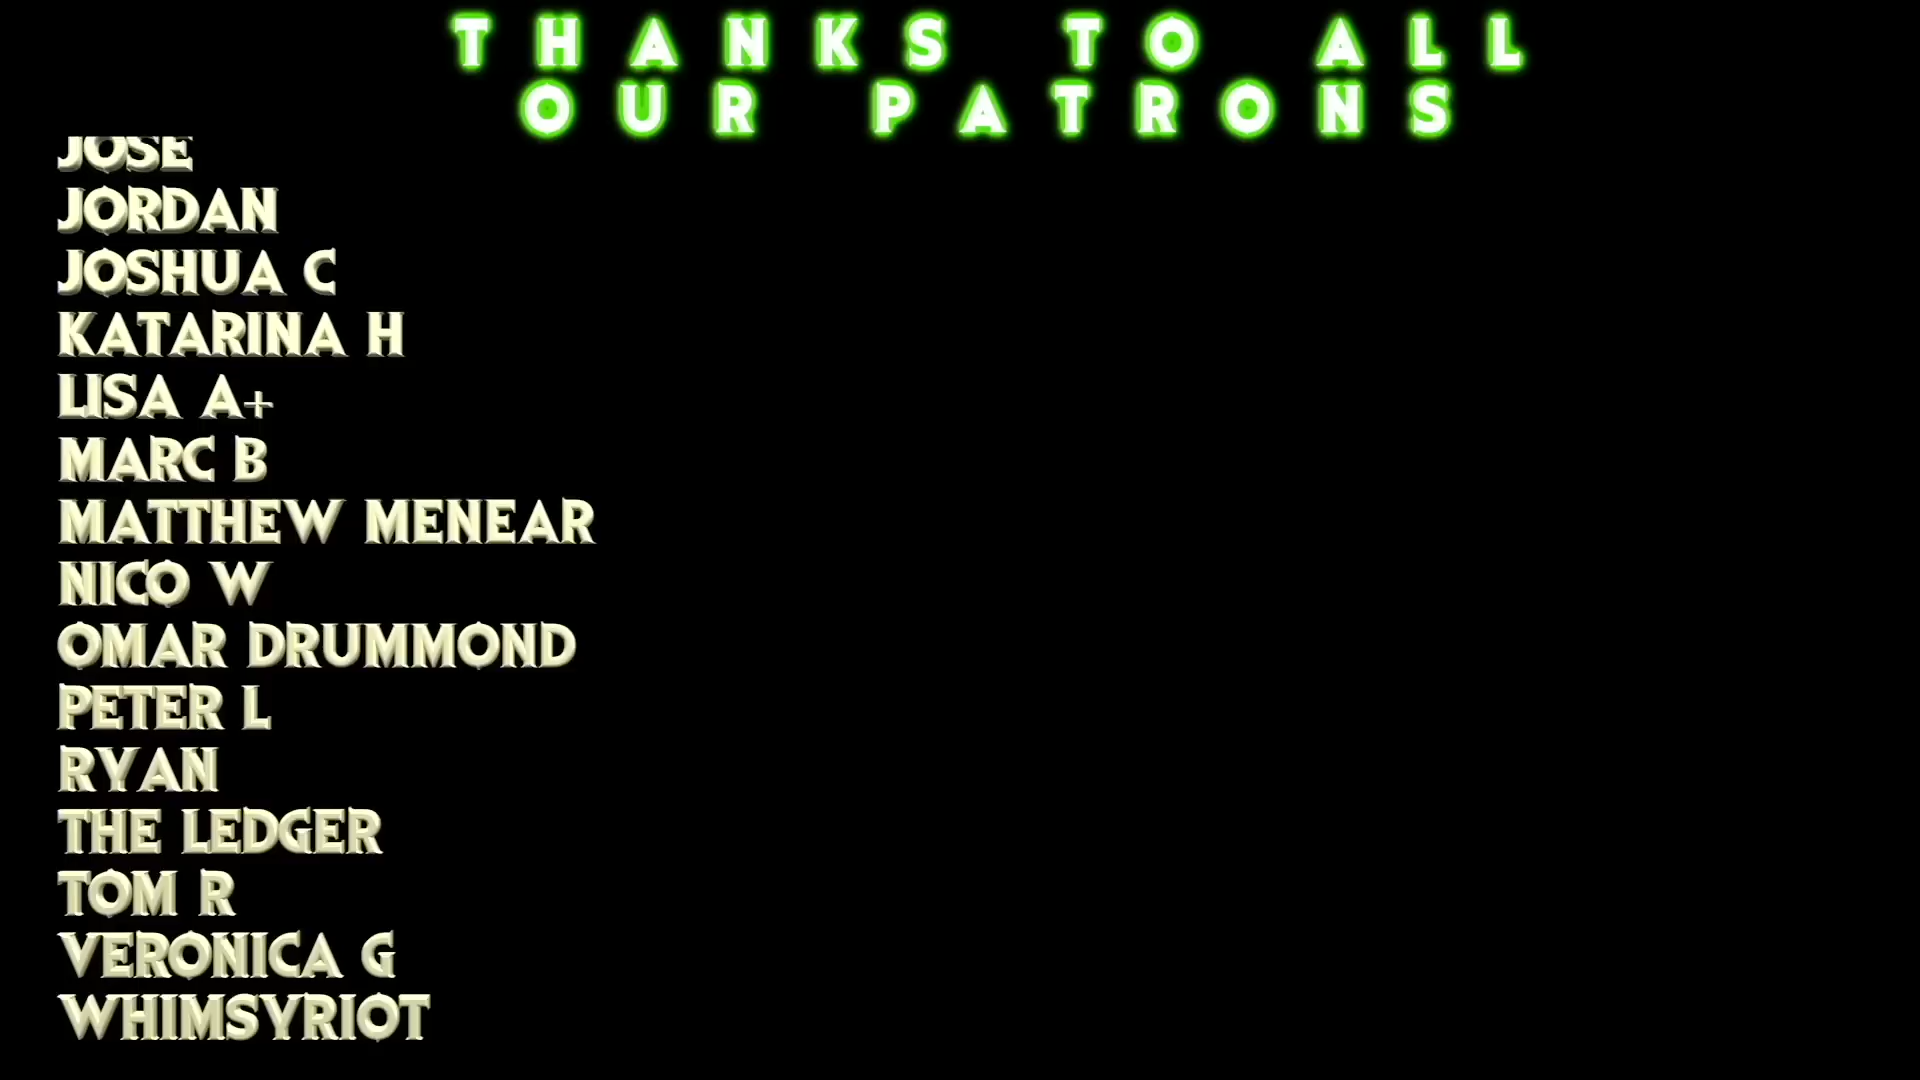 THANKS TO ALL
OUR PATRONS
JOSE
JORDAN
JOSHUA C
KATARINA H
LISA A+
MARC B
MATTHEW MENEAR
NICO W
OMAR DRUMMOND
PETER L
RYAN
THE LEDGER
TOM R
VERONICA G
WHIMSYRIOT